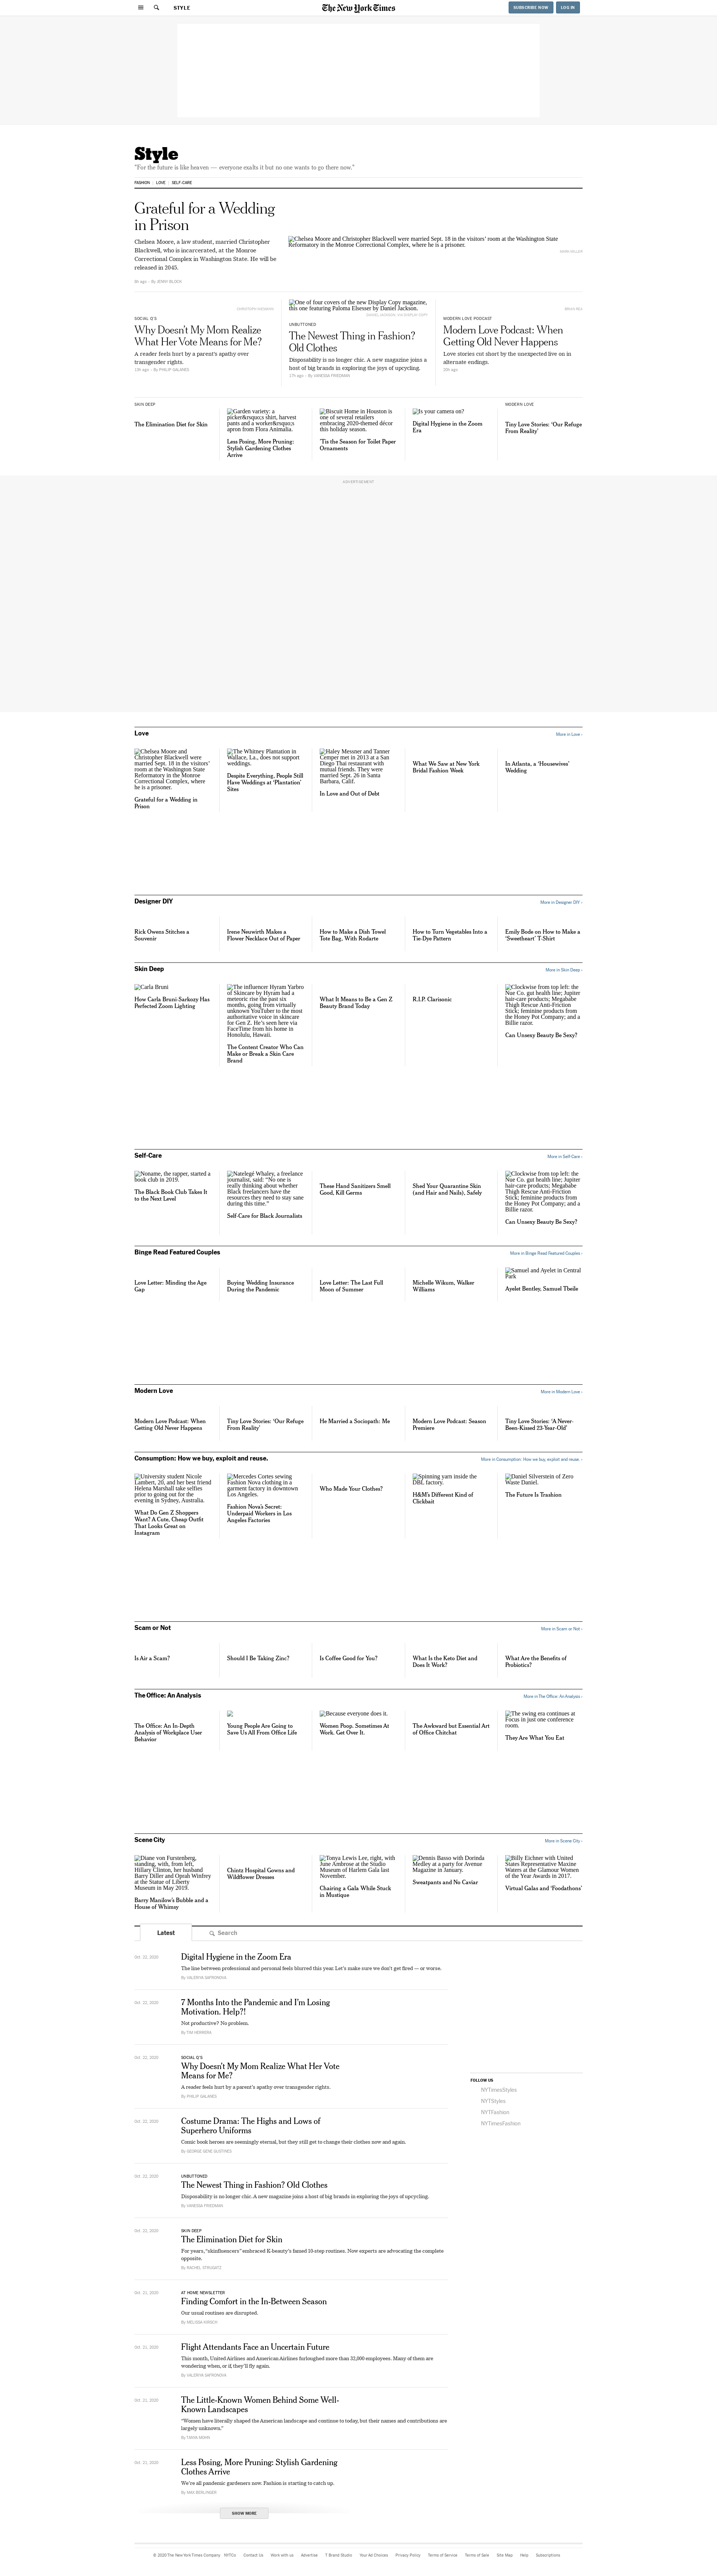 STYLE
The New York Times
SUBSCRIBE NOW
LOG IN
Style
“For the future is like heaven — everyone exalts it but no one wants to go there now.”
FASHION
LOVE
SELF-CARE
Grateful for a Wedding
in Prison
Chelsea Moore, a law student, married Christopher
Blackwell, who is incarcerated, at the Monroe
Correctional Complex in Washington State. He will be
released in 2045.
Chelsea Moore and Christopher Blackwell were married Sept. 18 in the visitors’ room at the Washington State
Reformatory in the Monroe Correctional Complex, where he is a prisoner.
SOCIAL Q’S
Why Doesn’t My Mom Realize
What Her Vote Means for Me?
A reader feels hurt by a parent’s apathy over
transgender rights.
13h ago · By PHILIP GALANES
One of four covers of the new Display Copy magazine,
this one featuring Paloma Elsesser by Daniel Jackson.
UNBUTTONED
The Newest Thing in Fashion?
Old Clothes
Disposability is no longer chic. A new magazine joins a
host of big brands in exploring the joys of upcycling.
17h ago · By VANESSA FRIEDMAN
MODERN LOVE PODCAST
Modern Love Podcast: When
Getting Old Never Happens
Love stories cut short by the unexpected live on in
alternate endings.
SKIN DEEP
The Elimination Diet for Skin
Garden variety: a
picker&rsquo;s shirt, harvest
pants and a worker&rsquo;s
apron from Flora Animalia.
Less Posing, More Pruning:
Stylish Gardening Clothes
Arrive
Biscuit Home in Houston is
one of several retailers
embracing 2020-themed décor
this holiday season.
’Tis the Season for Toilet Paper
Ornaments
Is your camera on?
Digital Hygiene in the Zoom
Era
MODERN LOVE
Tiny Love Stories: ‘Our Refuge
From Reality’
ADVERTISEMENT
Love
More in Love ›
Chelsea Moore and
Christopher Blackwell were
married Sept. 18 in the visitors’
room at the Washington State
Reformatory in the Monroe
Correctional Complex, where
he is a prisoner.
Grateful for a Wedding in
Prison
The Whitney Plantation in
Wallace, La., does not support
weddings.
Despite Everything, People Still
Have Weddings at ‘Plantation’
Sites
Haley Messner and Tanner
Cemper met in 2013 at a San
Diego Thai restaurant with
mutual friends. They were
married Sept. 26 in Santa
Barbara, Calif.
In Love and Out of Debt
What We Saw at New York
Bridal Fashion Week
In Atlanta, a ‘Housewives’
Wedding
Designer DIY
More in Designer DIY ›
Rick Owens Stitches a
Souvenir
Irene Neuwirth Makes a
Flower Necklace Out of Paper
How to Make a Dish Towel
Tote Bag, With Rodarte
How to Turn Vegetables Into a
Tie-Dye Pattern
Emily Bode on How to Make a
‘Sweetheart’ T-Shirt
Skin Deep
More in Skin Deep ›
Carla Bruni
How Carla Bruni-Sarkozy Has
Perfected Zoom Lighting
The influencer Hyram Yarbro
of Skincare by Hyram had a
meteoric rise the past six
months, going from virtually
unknown YouTuber to the most
authoritative voice in skincare
for Gen Z. He’s seen here via
FaceTime from his home in
Honolulu, Hawaii.
The Content Creator Who Can
Make or Break a Skin Care
Brand
What It Means to Be a Gen Z
Beauty Brand Today
R.I.P. Clarisonic
Clockwise from top left: the
Nue Co. gut health line; Jupiter
hair-care products; Megababe
Thigh Rescue Anti-Friction
Stick; feminine products from
the Honey Pot Company; and a
Billie razor.
Can Unsexy Beauty Be Sexy?
Self-Care
More in Self-Care ›
Noname, the rapper, started a
book club in 2019.
The Black Book Club Takes It
to the Next Level
Natelegé Whaley, a freelance
journalist, said: “No one is
really thinking about whether
Black freelancers have the
resources they need to stay sane
during this time.”
Self-Care for Black Journalists
These Hand Sanitizers Smell
Good, Kill Germs
Shed Your Quarantine Skin
(and Hair and Nails), Safely
Clockwise from top left: the
Nue Co. gut health line; Jupiter
hair-care products; Megababe
Thigh Rescue Anti-Friction
Stick; feminine products from
the Honey Pot Company; and a
Billie razor.
Can Unsexy Beauty Be Sexy?
Binge Read Featured Couples
More in Binge Read Featured Couples ›
Love Letter: Minding the Age
Gap
Buying Wedding Insurance
During the Pandemic
Love Letter: The Last Full
Moon of Summer
Michelle Wikum, Walker
Williams
Samuel and Ayelet in Central
Park
Ayelet Bentley, Samuel Tbeile
Modern Love
More in Modern Love ›
Modern Love Podcast: When
Getting Old Never Happens
Tiny Love Stories: ‘Our Refuge
From Reality’
He Married a Sociopath: Me
Modern Love Podcast: Season
Premiere
Tiny Love Stories: ‘A Never-
Been-Kissed 23-Year-Old’
Consumption: How we buy, exploit and reuse.
More in Consumption: How we buy, exploit and reuse. ›
University student Nicole
Lambert, 20, and her best friend
Helena Marshall take selfies
prior to going out for the
evening in Sydney, Australia.
What Do Gen Z Shoppers
Want? A Cute, Cheap Outfit
That Looks Great on
Instagram
Mercedes Cortes sewing
Fashion Nova clothing in a
garment factory in downtown
Los Angeles.
Fashion Nova’s Secret:
Underpaid Workers in Los
Angeles Factories
Who Made Your Clothes?
Spinning yarn inside the
DBL factory.
H&M’s Different Kind of
Clickbait
Daniel Silverstein of Zero
Waste Daniel.
The Future Is Trashion
Scam or Not
More in Scam or Not ›
Is Air a Scam?
Should I Be Taking Zinc?
Is Coffee Good for You?
What Is the Keto Diet and
Does It Work?
What Are the Benefits of
Probiotics?
The Office: An Analysis
More in The Office: An Analysis ›
The Office: An In-Depth
Analysis of Workplace User
Behavior
Young People Are Going to
Save Us All From Office Life
Because everyone does it.
Women Poop. Sometimes At
Work. Get Over It.
The Awkward but Essential Art
of Office Chitchat
The swing era continues at
Focus in just one conference
room.
They Are What You Eat
Scene City
More in Scene City ›
Diane von Furstenberg,
standing, with, from left,
Hillary Clinton, her husband
Barry Diller and Oprah Winfrey
at the Statue of Liberty
Museum in May 2019.
Barry Manilow’s Bubble and a
House of Whimsy
Chintz Hospital Gowns and
Wildflower Dresses
Tonya Lewis Lee, right, with
June Ambrose at the Studio
Museum of Harlem Gala last
November.
Chairing a Gala While Stuck
in Mustique
Dennis Basso with Dorinda
Medley at a party for Avenue
Magazine in January.
Sweatpants and No Caviar
Billy Eichner with United
States Representative Maxine
Waters at the Glamour Women
of the Year Awards in 2017.
Virtual Galas and ‘Foodathons’
Latest
Search
Oct. 22, 2020
Digital Hygiene in the Zoom Era
The line between professional and personal feels blurred this year. Let’s make sure we don’t get fired — or worse.
By VALERIYA SAFRONOVA
Oct. 22, 2020
7 Months Into the Pandemic and I’m Losing
Motivation. Help?!
Not productive? No problem.
By TIM HERRERA
Oct. 22, 2020
SOCIAL Q’S
Why Doesn’t My Mom Realize What Her Vote
Means for Me?
A reader feels hurt by a parent’s apathy over transgender rights.
By PHILIP GALANES
Oct. 22, 2020
Costume Drama: The Highs and Lows of
Superhero Uniforms
Comic book heroes are seemingly eternal, but they still get to change their clothes now and again.
By GEORGE GENE GUSTINES
Oct. 22, 2020
UNBUTTONED
The Newest Thing in Fashion? Old Clothes
Disposability is no longer chic. A new magazine joins a host of big brands in exploring the joys of upcycling.
By VANESSA FRIEDMAN
Oct. 22, 2020
SKIN DEEP
The Elimination Diet for Skin
For years, “skinfluencers” embraced K-beauty’s famed 10-step routines. Now experts are advocating the complete
opposite.
By RACHEL STRUGATZ
Oct. 21, 2020
AT HOME NEWSLETTER
Finding Comfort in the In-Between Season
Our usual routines are disrupted.
By MELISSA KIRSCH
Oct. 21, 2020
Flight Attendants Face an Uncertain Future
This month, United Airlines and American Airlines furloughed more than 32,000 employees. Many of them are
wondering when, or if, they’ll fly again.
By VALERIYA SAFRONOVA
Oct. 21, 2020
The Little-Known Women Behind Some Well-
Known Landscapes
“Women have literally shaped the American landscape and continue to today, but their names and contributions are
largely unknown.”
Oct. 21, 2020
Less Posing, More Pruning: Stylish Gardening
Clothes Arrive
We’re all pandemic gardeners now. Fashion is starting to catch up.
By MAX BERLINGER
SHOW MORE
FOLLOW US
NYTimesStyles
NYTStyles
NYTFashion
NYTimesFashion
© 2020 The New York Times Company
NYTCo
Contact Us
Work with us
Advertise
T Brand Studio
Your Ad Choices
Privacy Policy
Terms of Service
Terms of Sale
Site Map
Help
Subscriptions